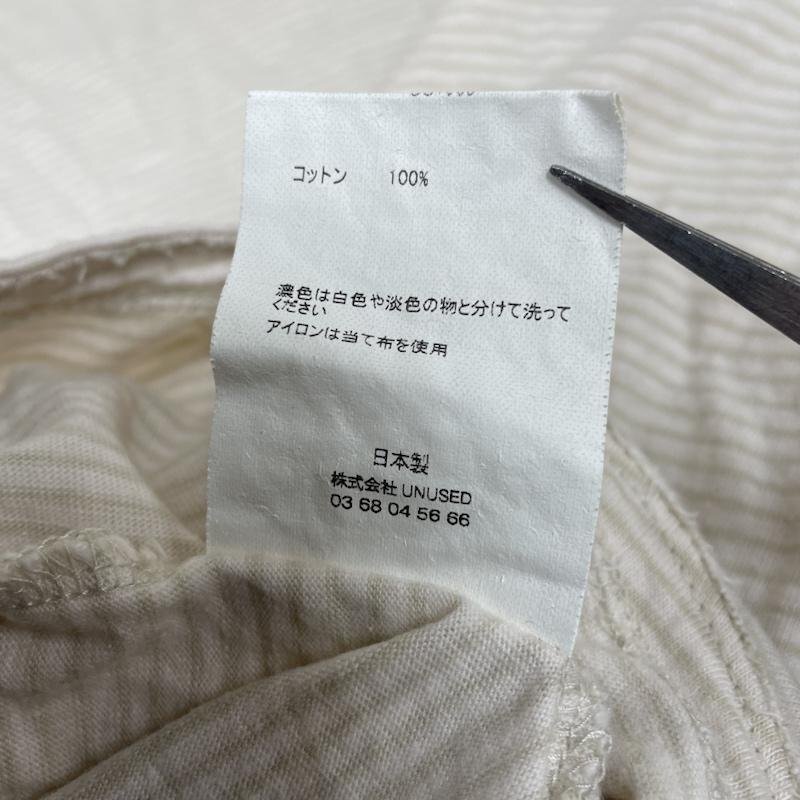 コットン 100%
濃色は白色や淡色の物と分けて洗って
ください
アイロンは当て布を使用
日本製
株式会社 UNUSED
03 68 04 56 66